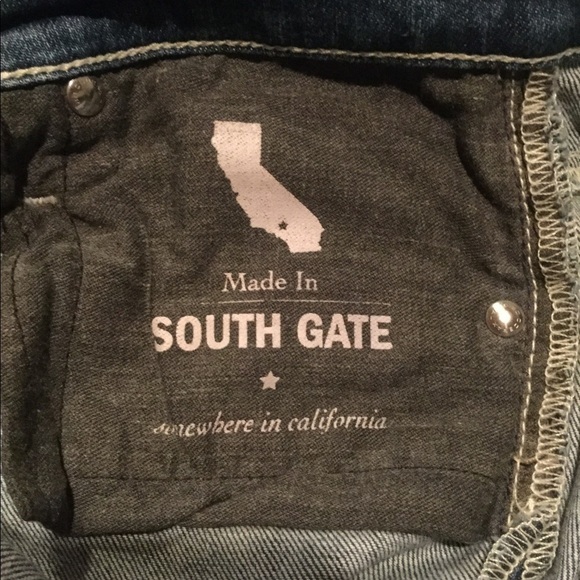 Made In
SOUTH GATE
somewhere in california